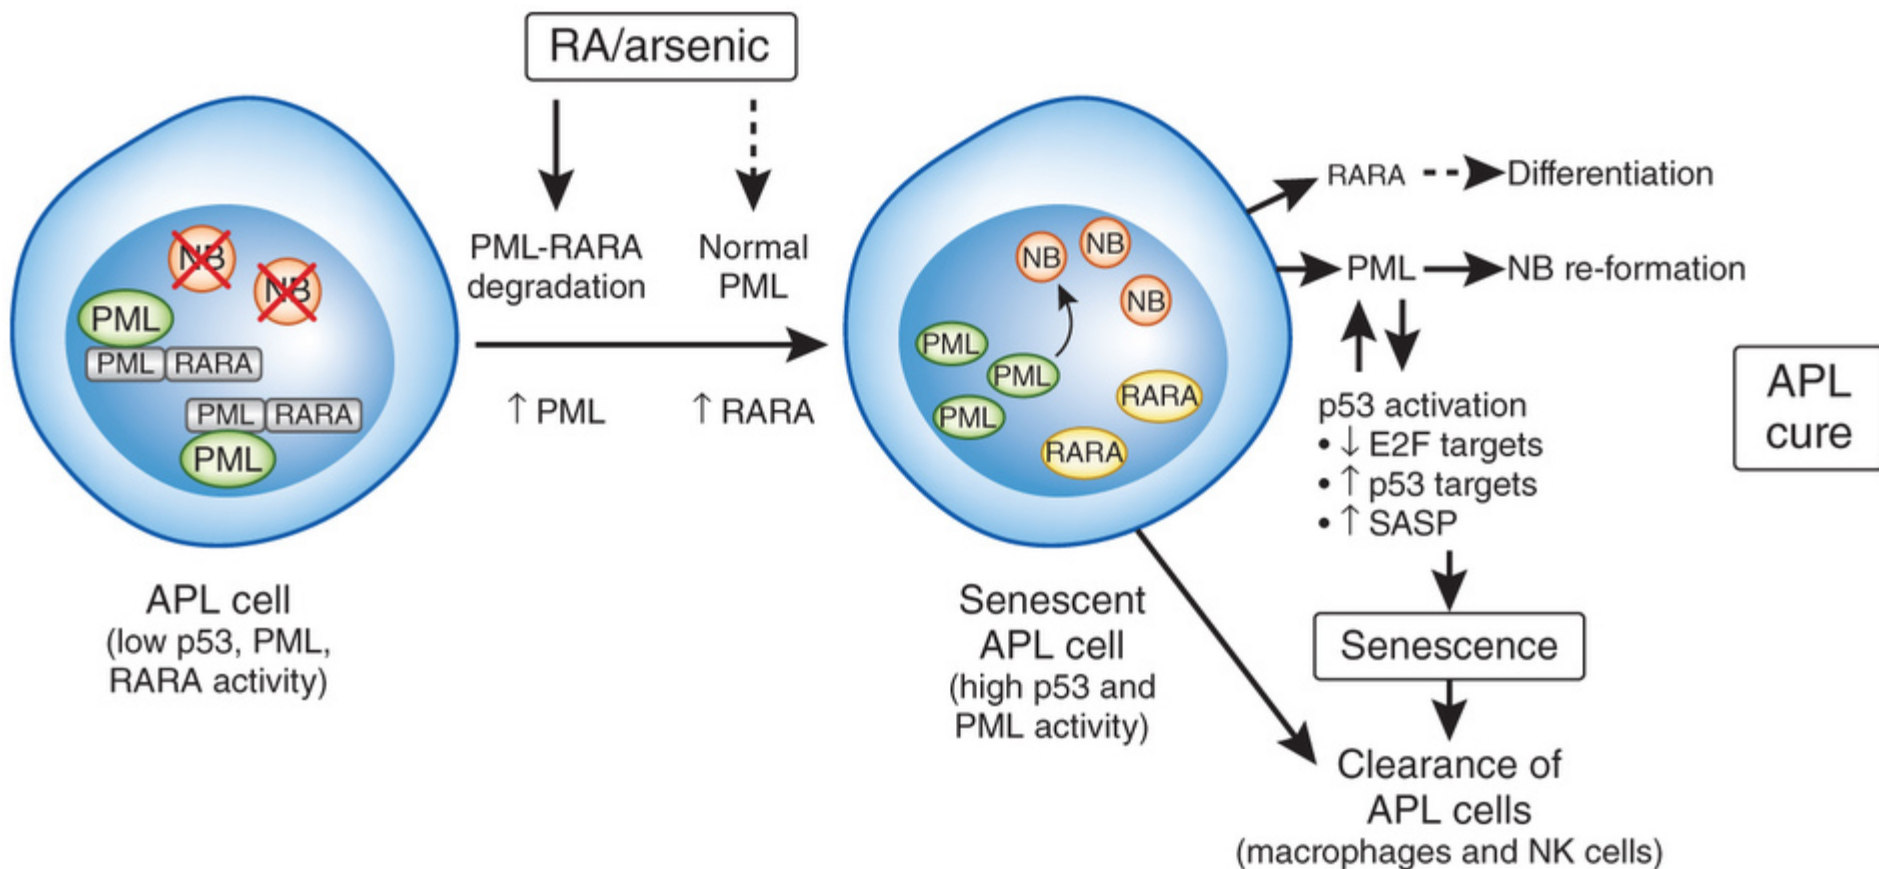 RA/arsenic
NB
NB
PML
PML RARA
PML RARA
PML
APL cell
(low p53, PML,
RARA activity)
PML-RARA
degradation
Normal
PML
↑ PML
↑ RARA
NB
NB
NB
PML
PML
PML
RARA
RARA
Senescent
APL cell
(high p53 and
PML activity)
RARA
Differentiation
PML
NB re-formation
p53 activation
• ↓ E2F targets
• ↑ p53 targets
• ↑ SASP
Senescence
Clearance of
APL cells
(macrophages and NK cells)
APL
cure